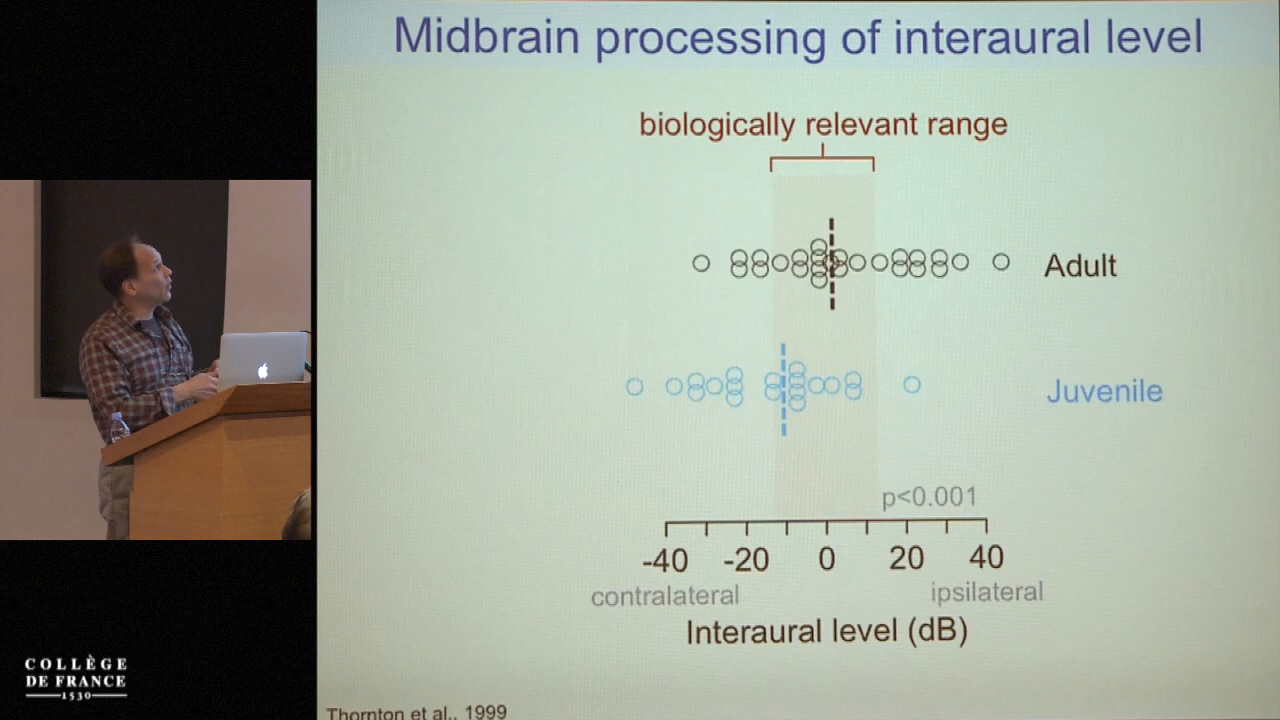 Midbrain processing of interaural level
biologically relevant range
Adult
Juvenile
p<0.001
-40 -20 0 20 40
contralateral ipsilateral
Interaural level (dB)
Thornton et al., 1999
COLLÈGE
DE FRANCE
1530